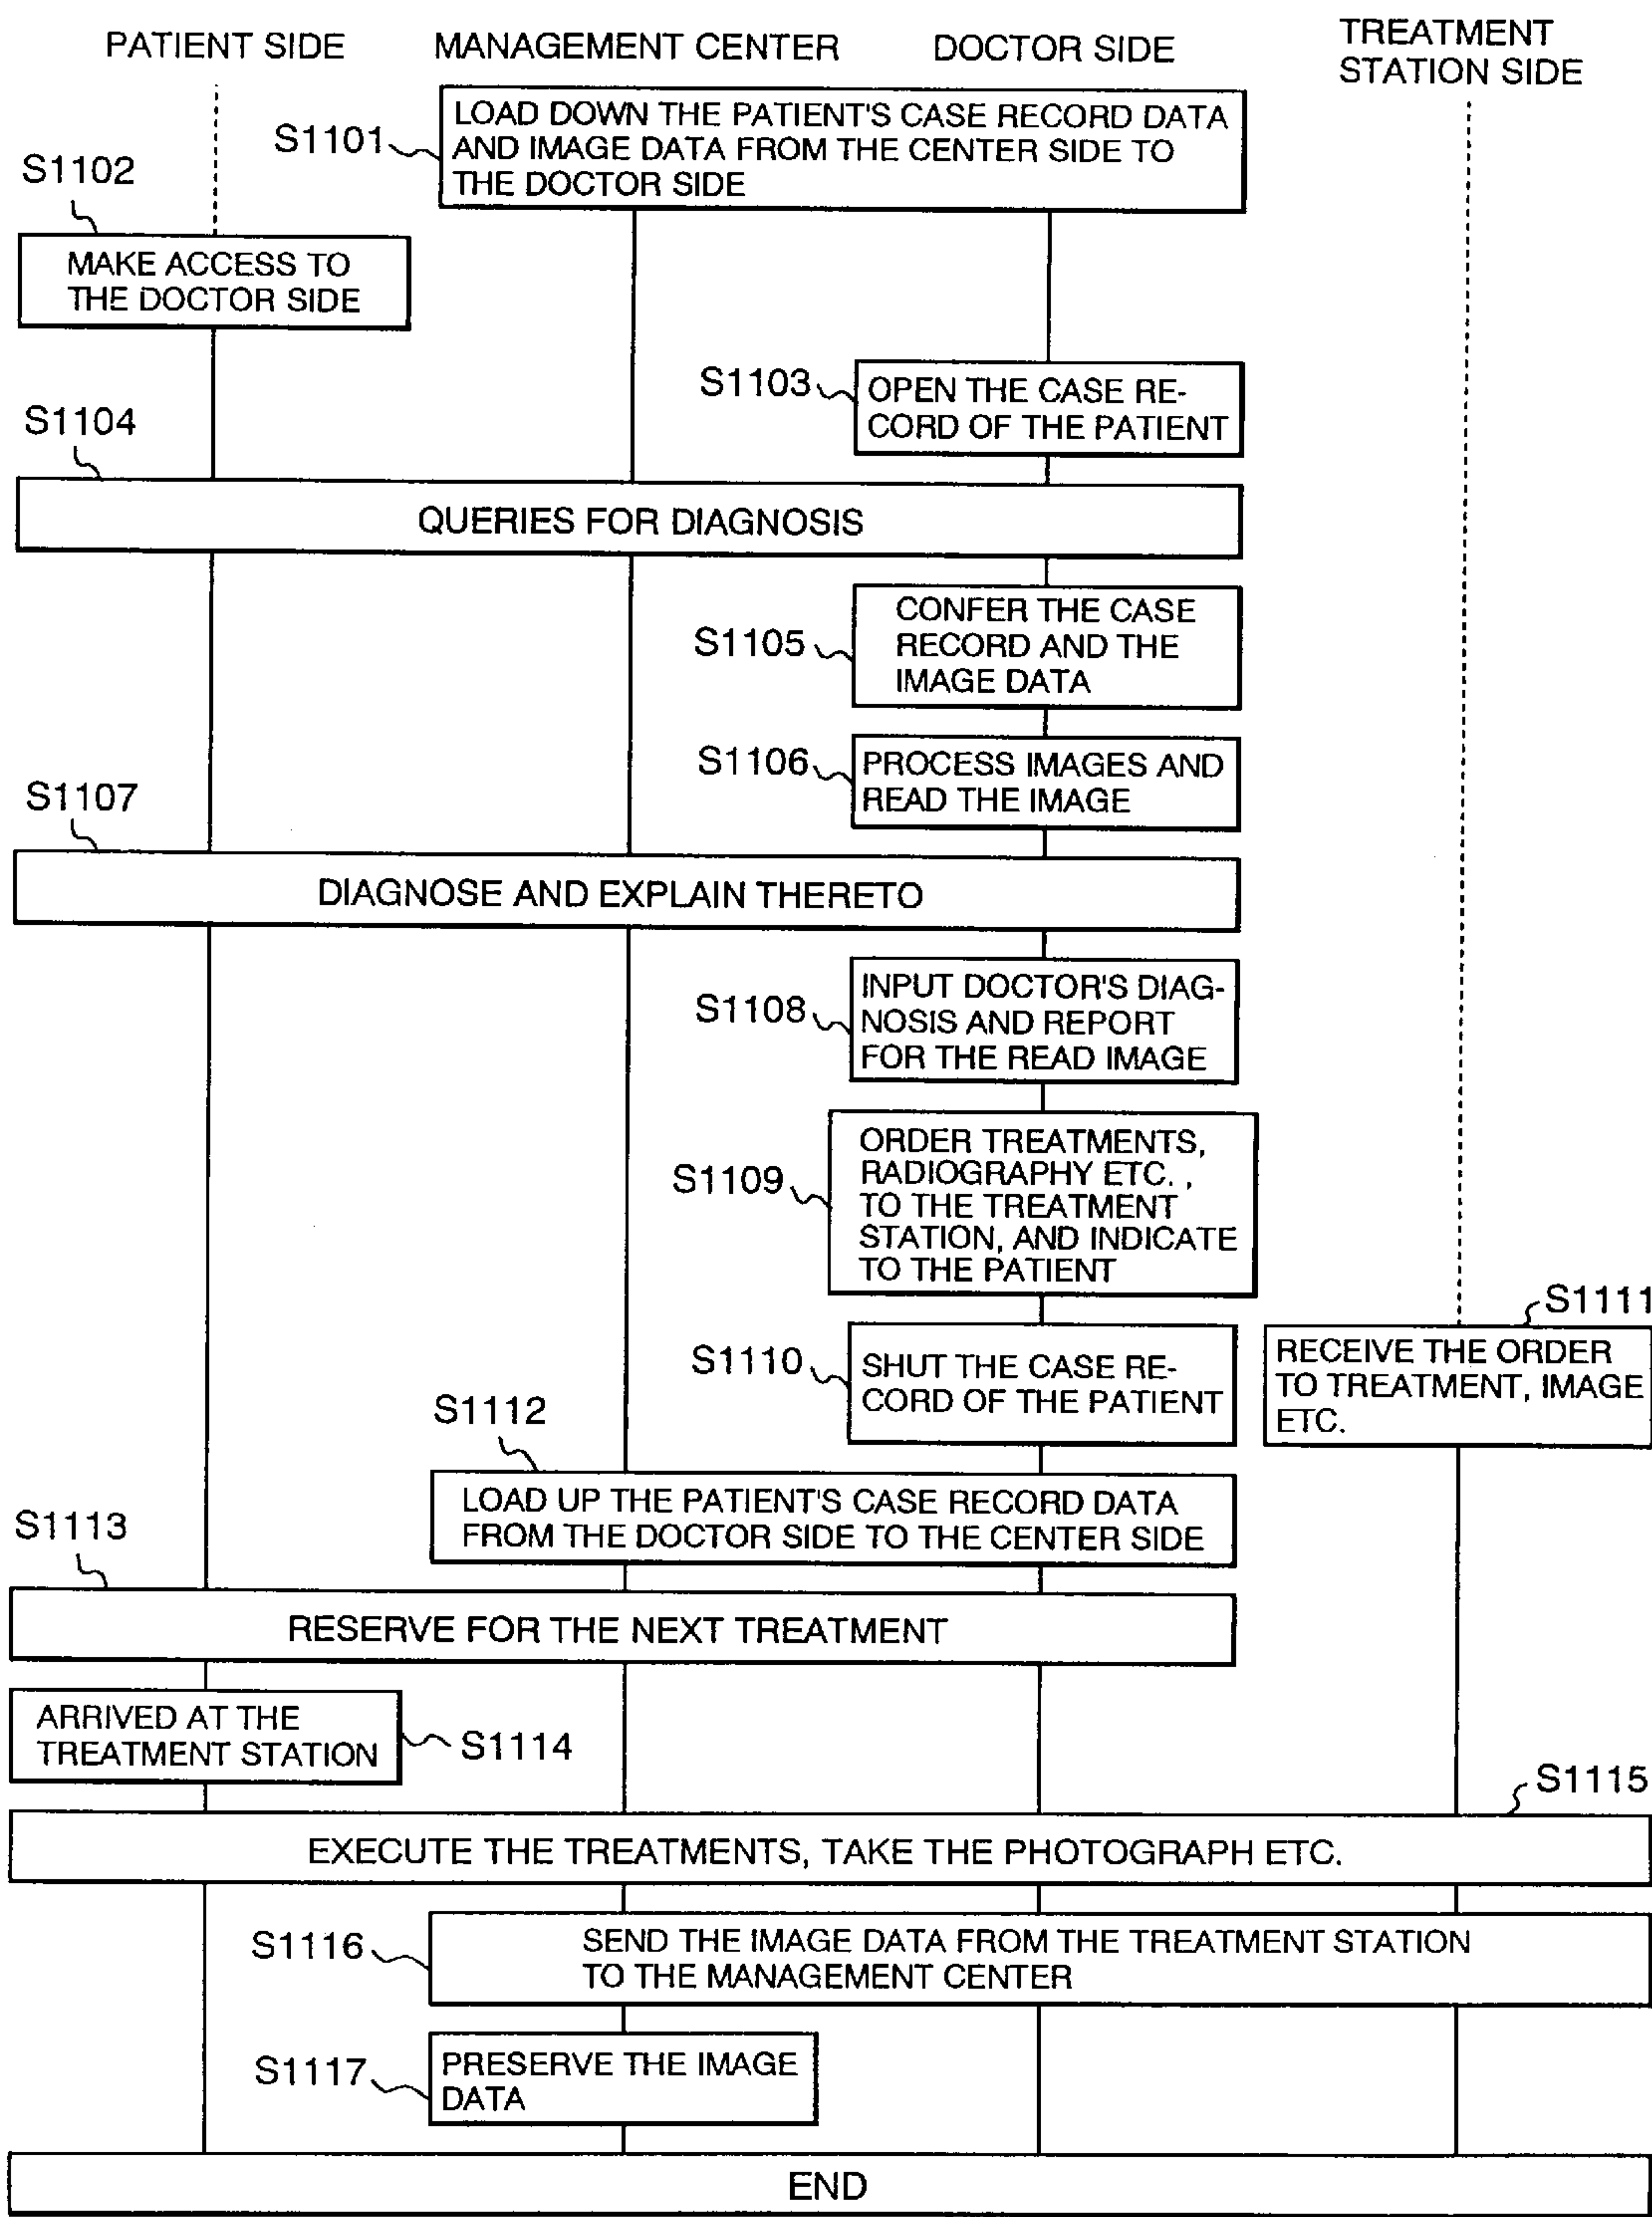 PATIENT SIDE
MANAGEMENT CENTER
DOCTOR SIDE
TREATMENT
STATION SIDE
S1101
LOAD DOWN THE PATIENT'S CASE RECORD DATA
AND IMAGE DATA FROM THE CENTER SIDE TO
THE DOCTOR SIDE
S1102
MAKE ACCESS TO
THE DOCTOR SIDE
S1103
OPEN THE CASE RE-
CORD OF THE PATIENT
S1104
QUERIES FOR DIAGNOSIS
S1105
CONFER THE CASE
RECORD AND THE
IMAGE DATA
S1106
PROCESS IMAGES AND
READ THE IMAGE
S1107
DIAGNOSE AND EXPLAIN THERETO
S1108
INPUT DOCTOR'S DIAG-
NOSIS AND REPORT
FOR THE READ IMAGE
S1109
ORDER TREATMENTS,
RADIOGRAPHY ETC. ,
TO THE TREATMENT
STATION, AND INDICATE
TO THE PATIENT
S1110
SHUT THE CASE RE-
CORD OF THE PATIENT
S1111
RECEIVE THE ORDER
TO TREATMENT, IMAGE
ETC.
S1112
LOAD UP THE PATIENT'S CASE RECORD DATA
FROM THE DOCTOR SIDE TO THE CENTER SIDE
S1113
RESERVE FOR THE NEXT TREATMENT
ARRIVED AT THE
TREATMENT STATION
S1114
S1115
EXECUTE THE TREATMENTS, TAKE THE PHOTOGRAPH ETC.
S1116
SEND THE IMAGE DATA FROM THE TREATMENT STATION
TO THE MANAGEMENT CENTER
S1117
PRESERVE THE IMAGE
DATA
END